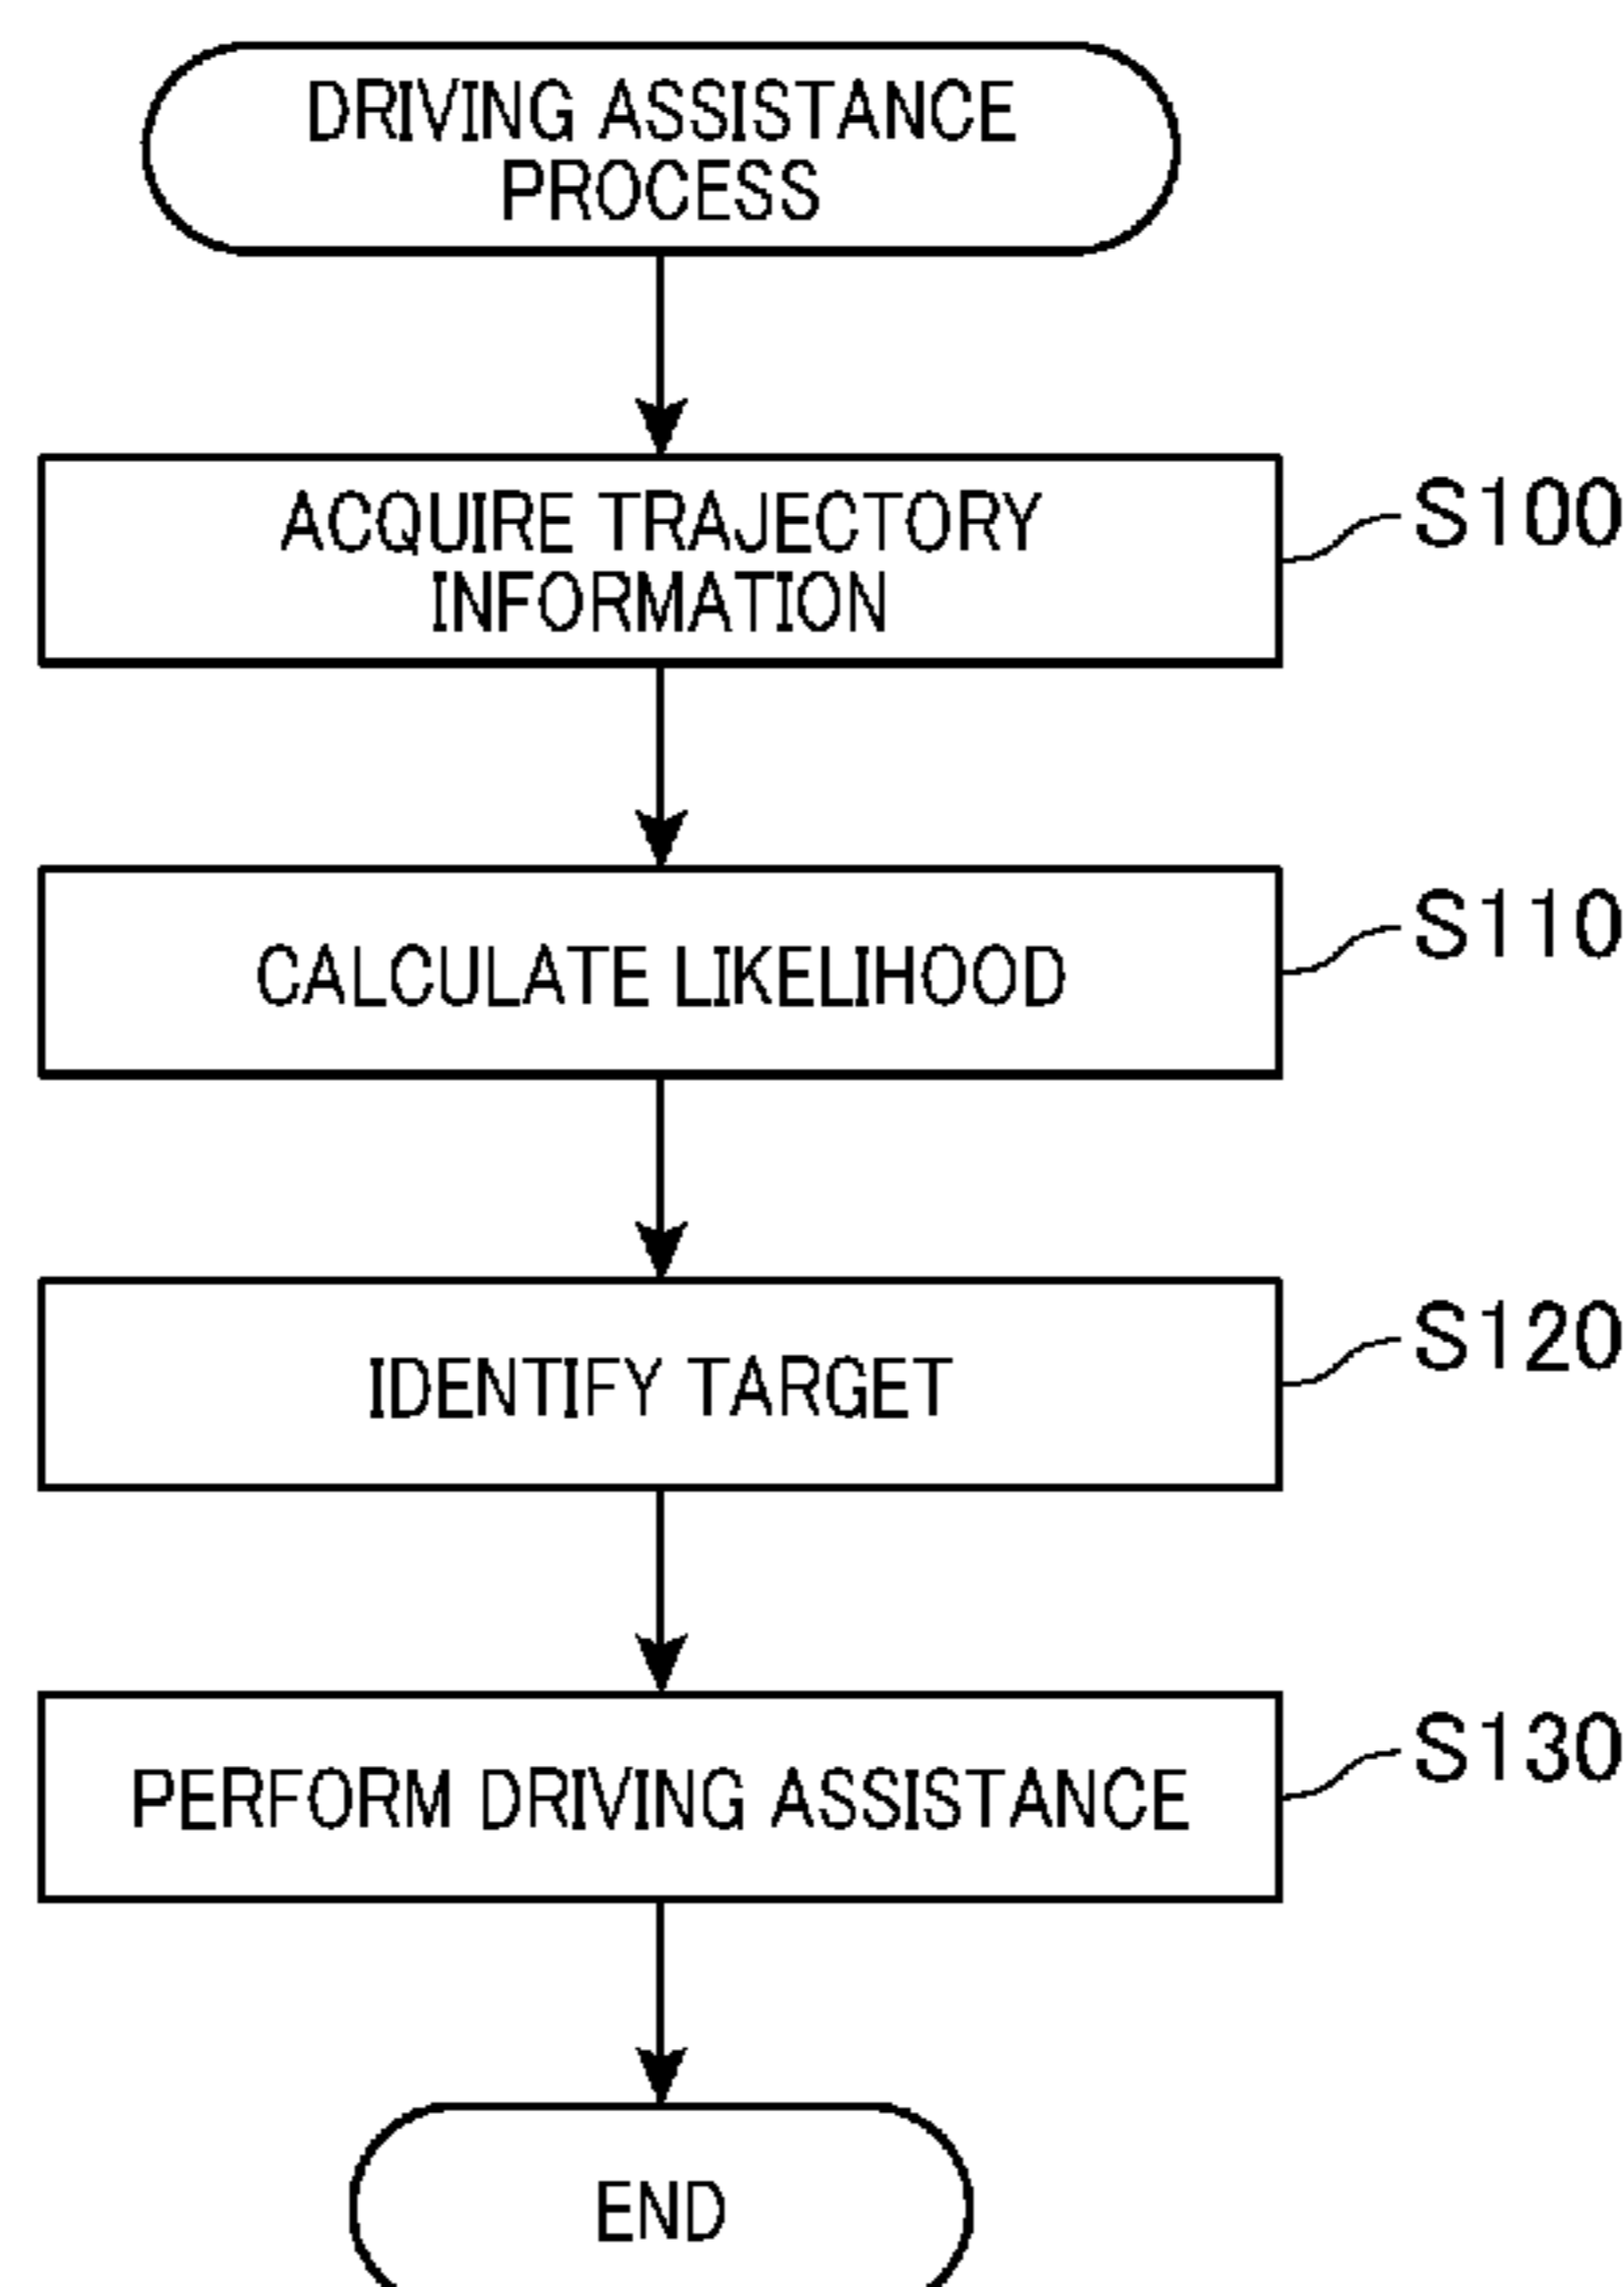 DRIVING ASSISTANCE
PROCESS
ACQUIRE TRAJECTORY
INFORMATION
S100
CALCULATE LIKELIHOOD
S110
IDENTIFY TARGET
S120
PERFORM DRIVING ASSISTANCE
S130
END